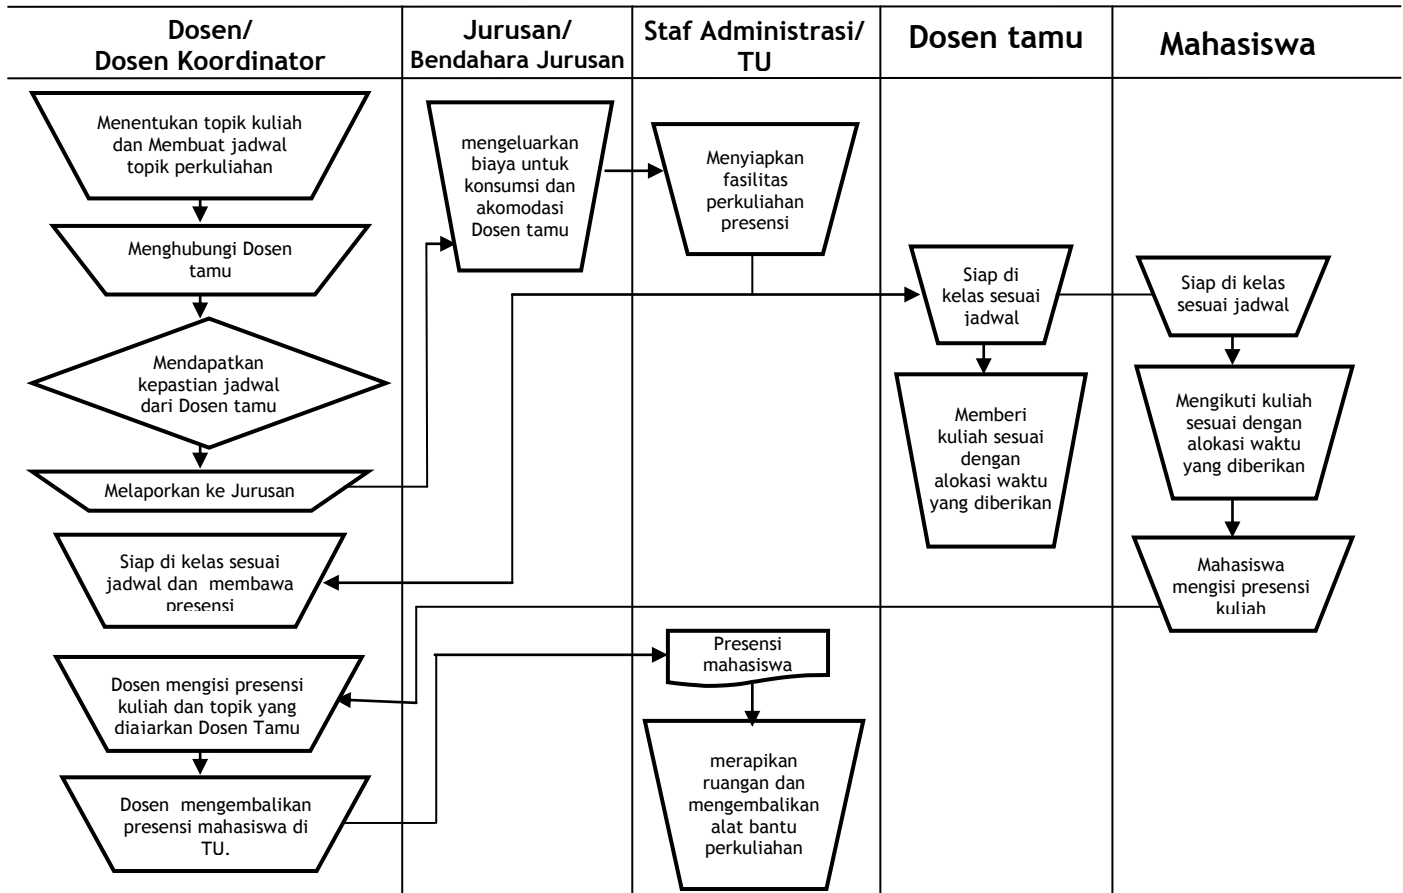 Dosen/
Dosen Koordinator
Jurusan/
Bendahara Jurusan
Staf Administrasi/
TU
Dosen tamu
Mahasiswa
Menentukan topik kuliah
dan Membuat jadwal
topik perkuliahan
Menghubungi Dosen
tamu
Mendapatkan
kepastian jadwal
dari Dosen tamu
Melaporkan ke Jurusan
mengeluarkan
biaya untuk
konsumsi dan
akomodasi
Dosen tamu
Menyiapkan
fasilitas
perkuliahan
presensi
Siap di
kelas sesuai
jadwal
Siap di kelas
sesuai jadwal
Memberi
kuliah sesuai
dengan
alokasi waktu
yang diberikan
Mengikuti kuliah
sesuai dengan
alokasi waktu
yang diberikan
Siap di kelas sesuai
jadwal dan membawa
presensi
Mahasiswa
mengisi presensi
kuliah
Dosen mengisi presensi
kuliah dan topik yang
diajarkan Dosen Tamu
Presensi
mahasiswa
Dosen mengembalikan
presensi mahasiswa di
TU.
merapikan
ruangan dan
mengembalikan
alat bantu
perkuliahan